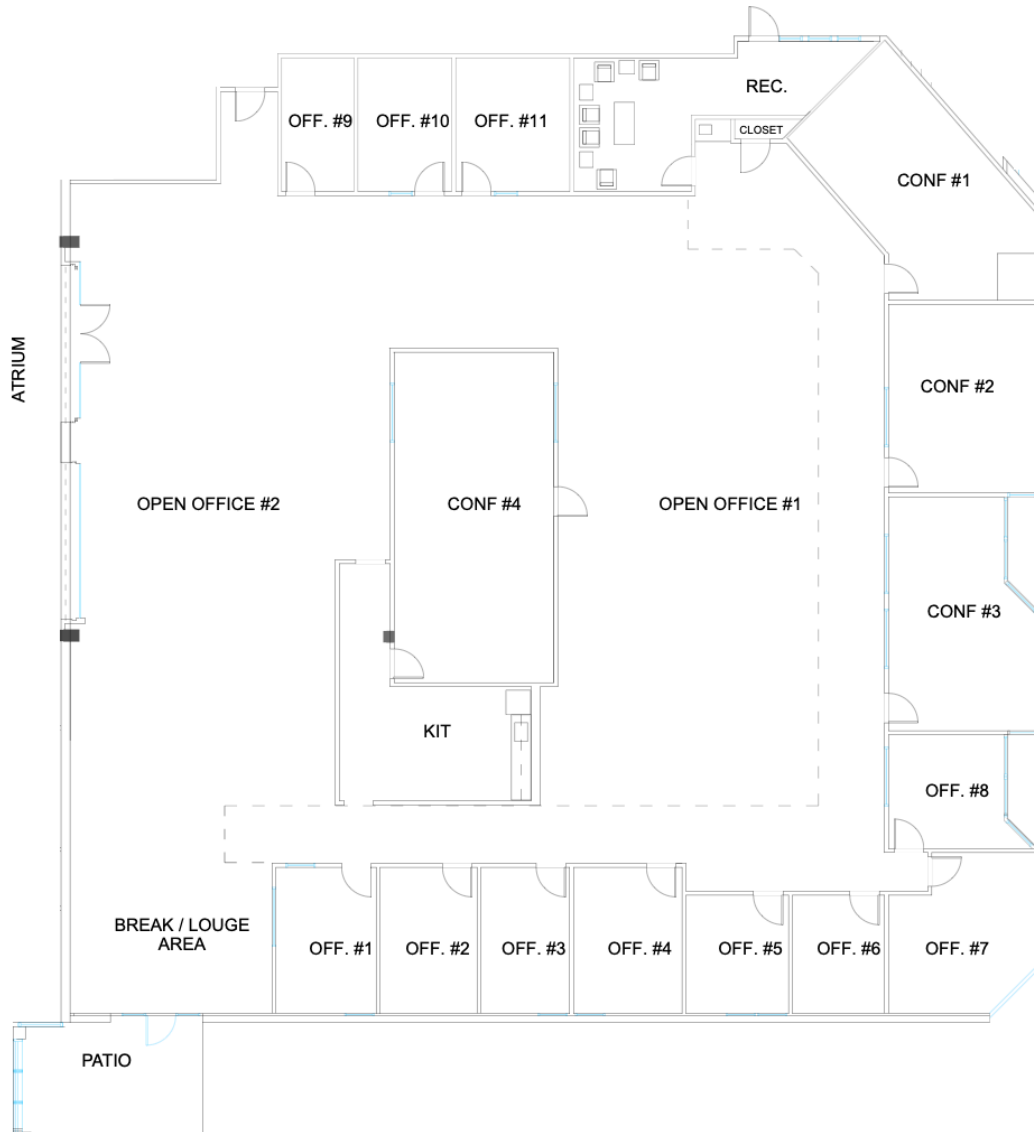 REC.
OFF. #9
OFF. #10
OFF. #11
CLOSET
CONF #1
ATRIUM
CONF #2
OPEN OFFICE #2
CONF #4
OPEN OFFICE #1
CONF #3
KIT
OFF. #8
BREAK / LOUGE
AREA
OFF. #1
OFF. #2
OFF. #3
OFF. #4
OFF. #5
OFF. #6
OFF. #7
PATIO